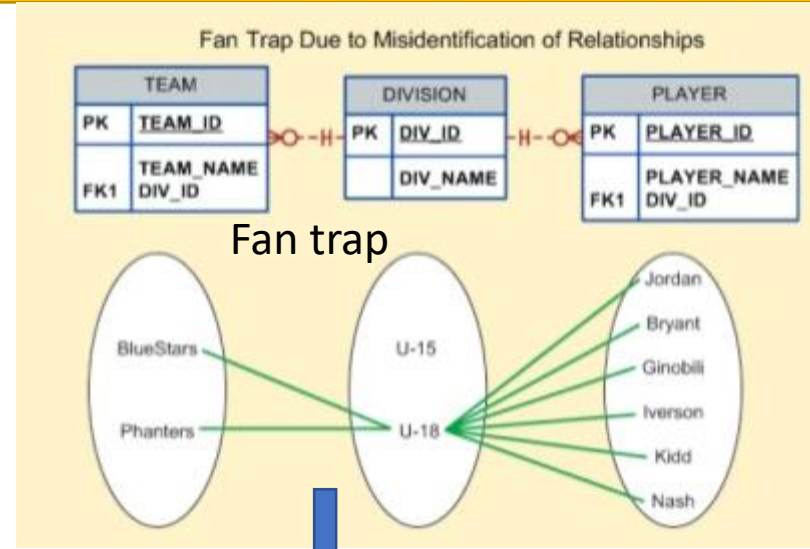 Fan Trap Due to Misidentification of Relationships
TEAM
PK TEAM_ID
TEAM_NAME
FK1 DIV_ID
DIVISION
PK DIV_ID
DIV_NAME
PLAYER
PK PLAYER_ID
PLAYER_NAME
FK1 DIV_ID
Fan trap
BlueStars
Phanters
U-15
U-18
Jordan
Bryant
Ginobili
Iverson
Kidd
Nash